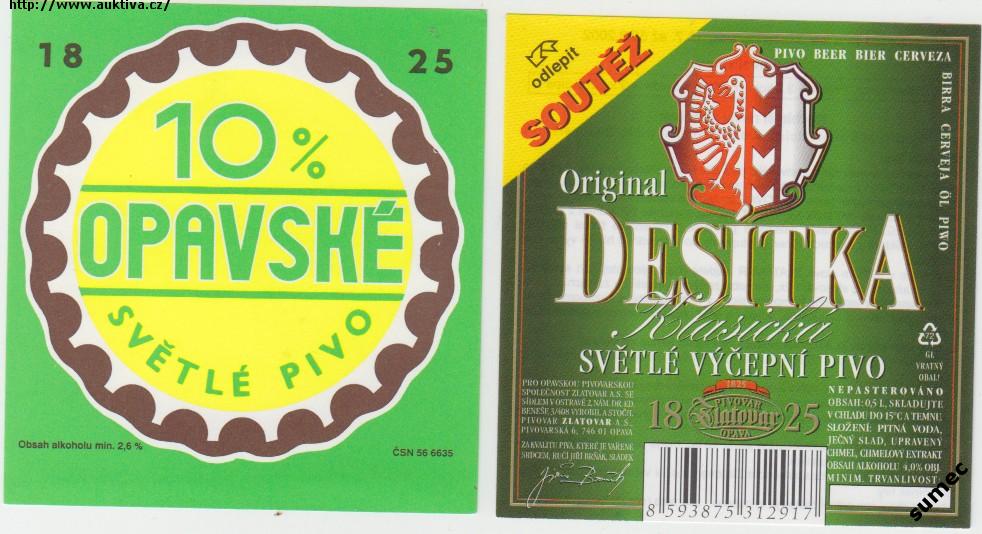 http://www.auktiva.cz/
18 25
10%
OPAVSKÉ
SVĚTLÉ PIVO
Obsah alkoholu min. 2,6 %
ČSN 56 6635
odlepit
SOUTĚŽ
PIVO BEER BIER CERVEZA
BIRRA CERVEJA ÖL PIWO
Original
DESÍTKA
Klasická
SVĚTLÉ VÝČEPNÍ PIVO
72
GL
VRATNÝ
OBAL!
PRO OPAVSKOU PIVOVARSKOU
SPOLEČNOST ZLATOVAR A.S. SE
SÍDLEM V OSTRAVĚ 2, NÁM. DR. ED.
BENEŠE 3/408 VYROBIL A STOČIL
PIVOVAR ZLATOVAR A.S.,
PIVOVARSKÁ 6, 746 01 OPAVA
ZA KVALITU PIVA, KTERÉ JE VAŘENÉ
SRDCEM, RUČÍ JIŘÍ BRŇÁK, SLÁDEK
1825
18 PIVOVAR 25
Zlatovar
OPAVA
NEPASTEROVÁNO
OBSAH: 0,5 L, SKLADUJTE
V CHLADU DO 15°C A TEMNU
SLOŽENÍ: PITNÁ VODA,
JEČNÝ SLAD, UPRAVENÝ
CHMEL, CHMELOVÝ EXTRAKT
OBSAH ALKOHOLU 4,0% OBJ.
MINIM. TRVANLIVOST
8 593875 312917
sumec